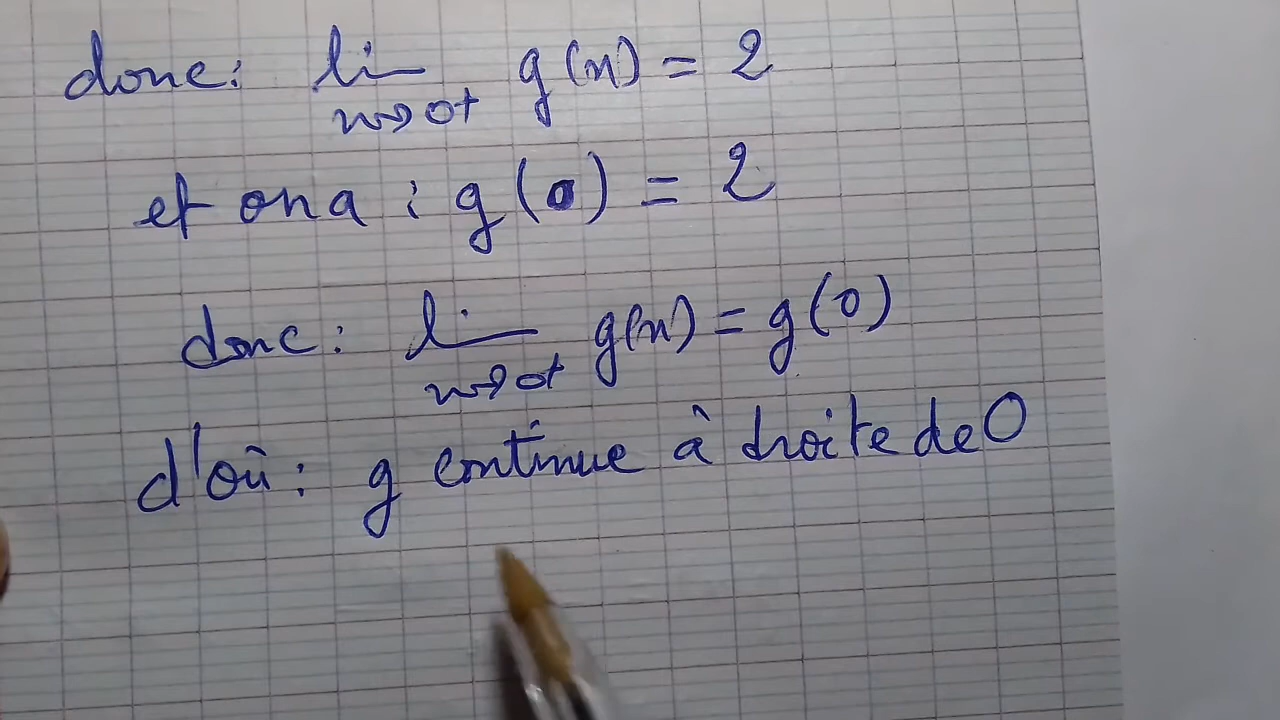 donc: lim g(x) = 2
x→0+
et on a : g(0) = 2
donc: lim g(x) = g(0)
x→0+
d'où : g continue à droite de 0